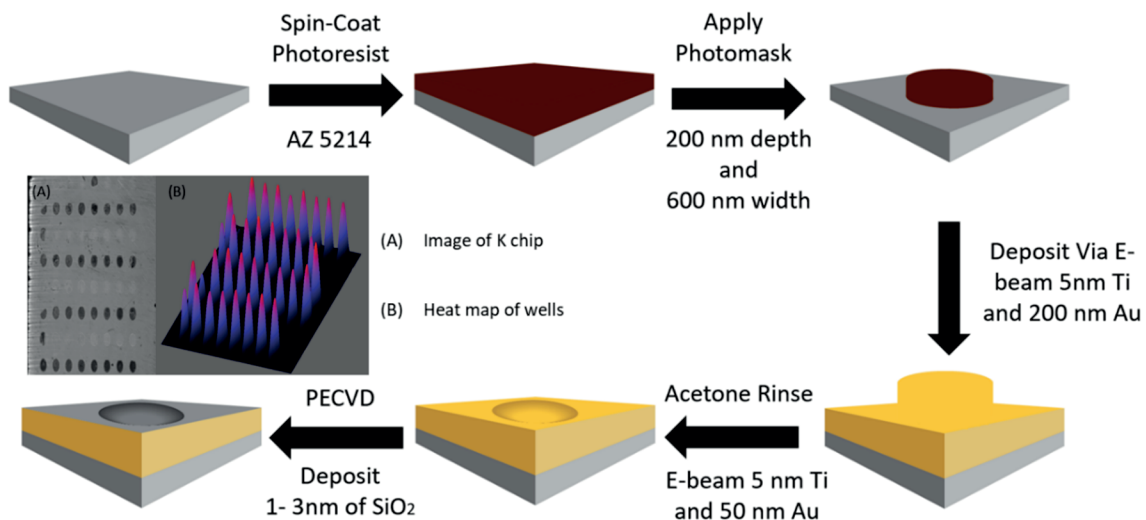 Spin-Coat
Photoresist
AZ 5214
Apply
Photomask
200 nm depth
and
600 nm width
Deposit Via E-
beam 5nm Ti
and 200 nm Au
(A)
(B)
(A) Image of K chip
(B) Heat map of wells
Acetone Rinse
E-beam 5 nm Ti
and 50 nm Au
PECVD
Deposit
1- 3nm of SiO₂